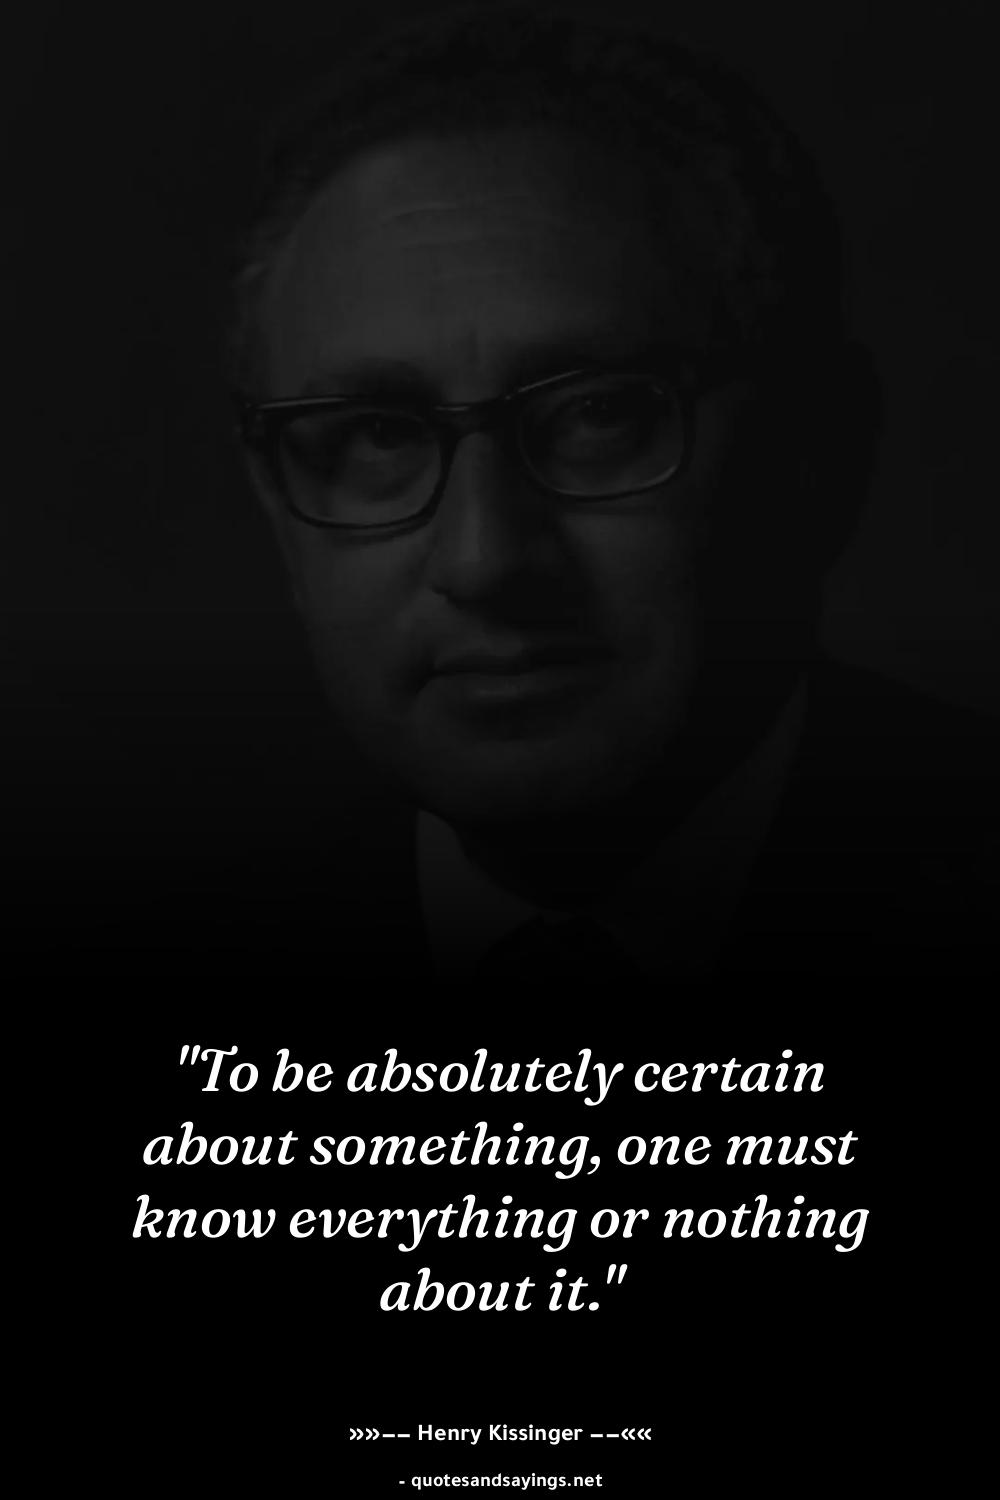 "To be absolutely certain
about something, one must
know everything or nothing
about it."
»»-- Henry Kissinger --««
- quotesandsayings.net